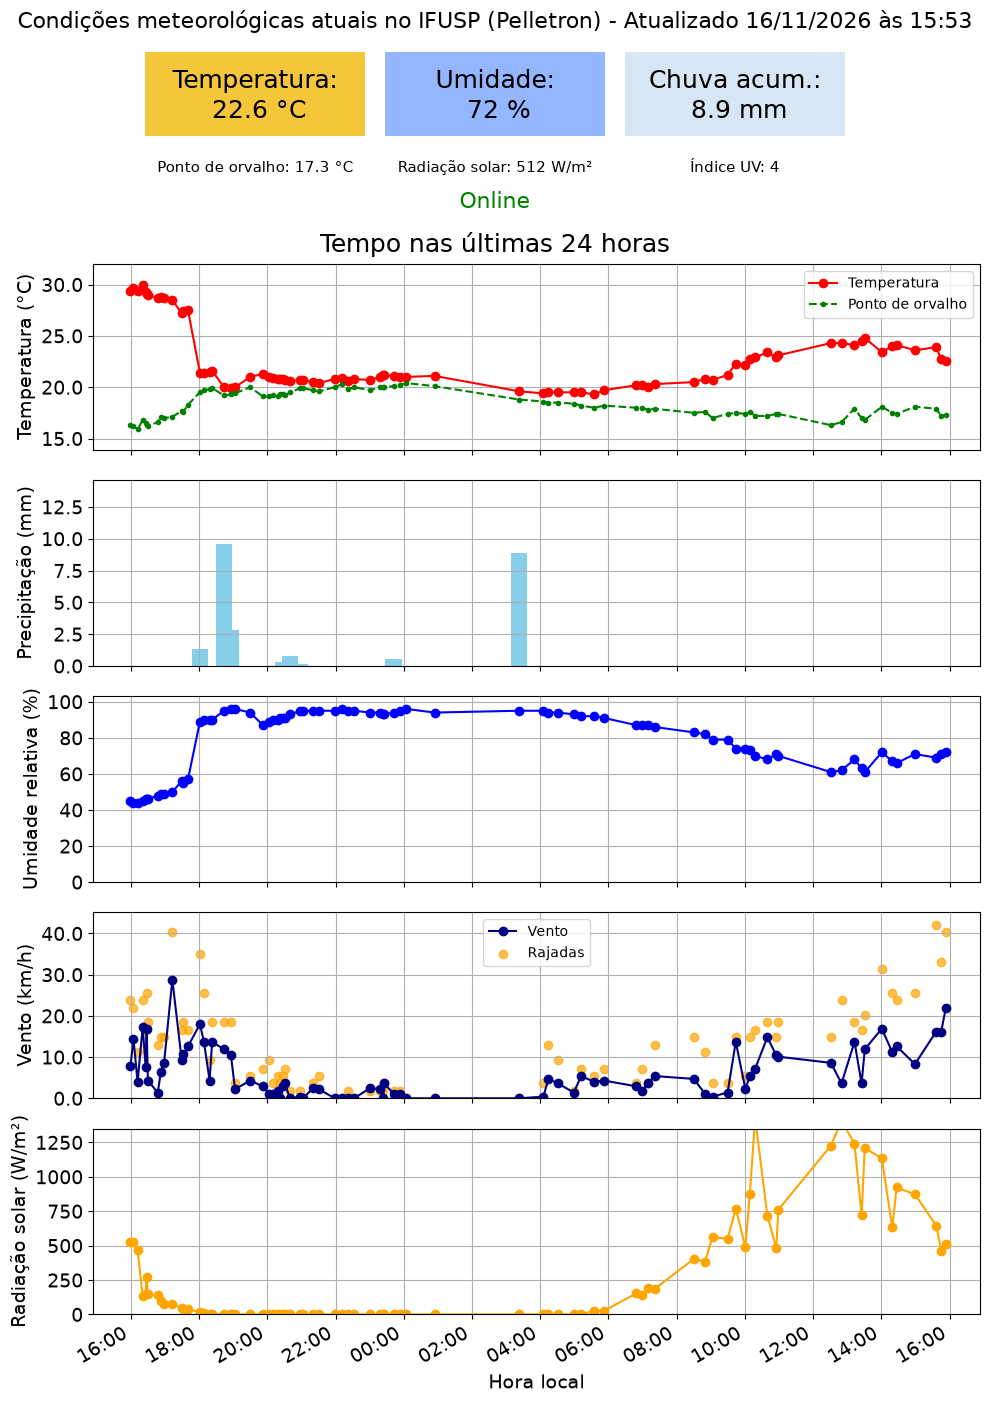 Condições meteorológicas atuais no IFUSP (Pelletron) - Atualizado 16/11/2026 às 15:53
Temperatura:
22.6 °C
Umidade:
72 %
Chuva acum.:
8.9 mm
Ponto de orvalho: 17.3 °C
Radiação solar: 512 W/m²
Índice UV: 4
Online
Tempo nas últimas 24 horas
Temperatura (°C)
30.0
25.0
20.0
15.0
Temperatura
Ponto de orvalho
Precipitação (mm)
12.5
10.0
7.5
5.0
2.5
0.0
Umidade relativa (%)
100
80
60
40
20
0
Vento (km/h)
40.0
30.0
20.0
10.0
0.0
Vento
Rajadas
Radiação solar (W/m²)
1250
1000
750
500
250
0
16:00 18:00 20:00 22:00 00:00 02:00 04:00 06:00 08:00 10:00 12:00 14:00 16:00
Hora local